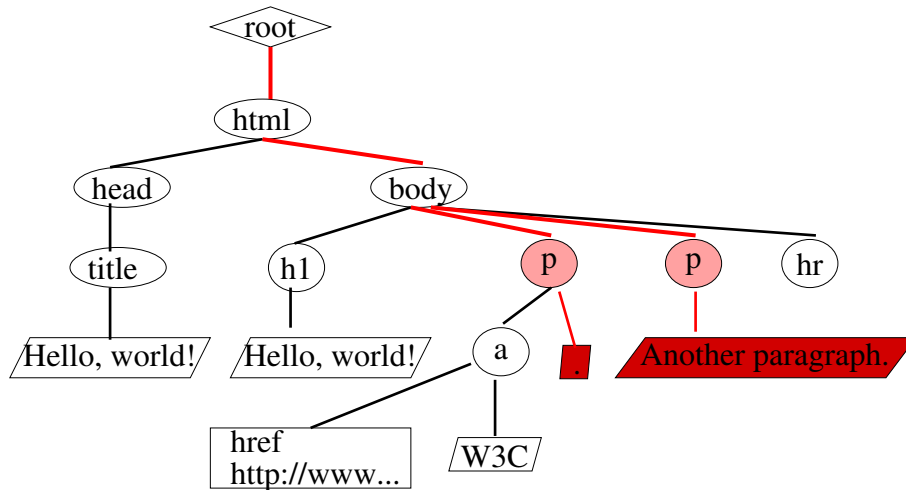 root
html
head
body
title
h1
p
p
hr
Hello, world!
Hello, world!
a
.
Another paragraph.
href
http://www...
W3C